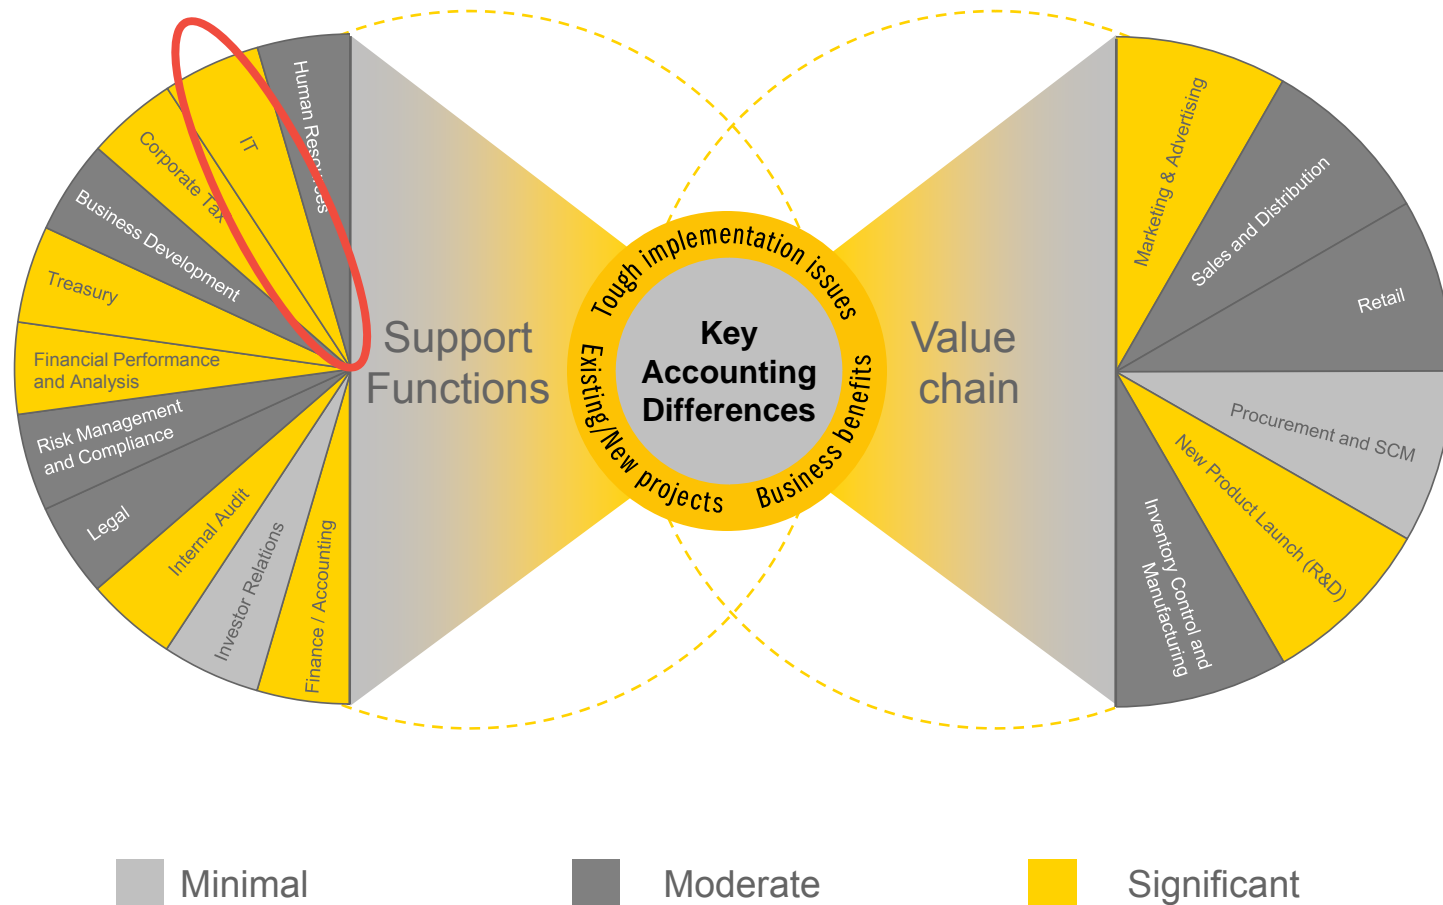 Human Resources
IT
Corporate Tax
Business Development
Treasury
Financial Performance
and Analysis
Risk Management
and Compliance
Legal
Internal Audit
Investor Relations
Finance / Accounting
Support
Functions
Tough implementation issues
Existing/New projects
Business benefits
Key
Accounting
Differences
Value
chain
Marketing & Advertising
Sales and Distribution
Retail
Procurement and SCM
New Product Launch (R&D)
Inventory Control and
Manufacturing
Minimal
Moderate
Significant